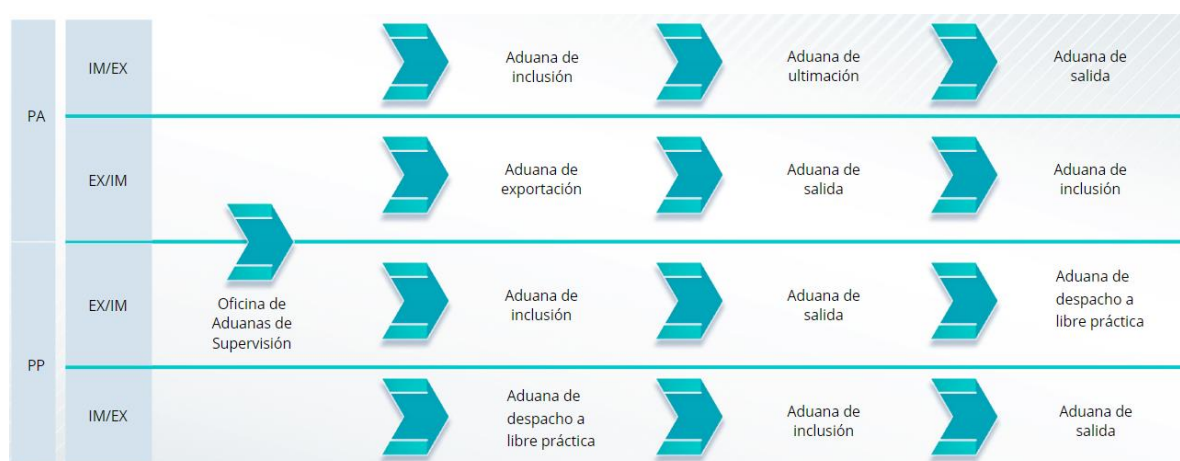 PA
IM/EX
Aduana de
inclusión
Aduana de
ultimación
Aduana de
salida
EX/IM
Aduana de
exportación
Aduana de
salida
Aduana de
inclusión
Oficina de
Aduanas de
Supervisión
PP
EX/IM
Aduana de
inclusión
Aduana de
salida
Aduana de
despacho a
libre práctica
IM/EX
Aduana de
despacho a
libre práctica
Aduana de
inclusión
Aduana de
salida